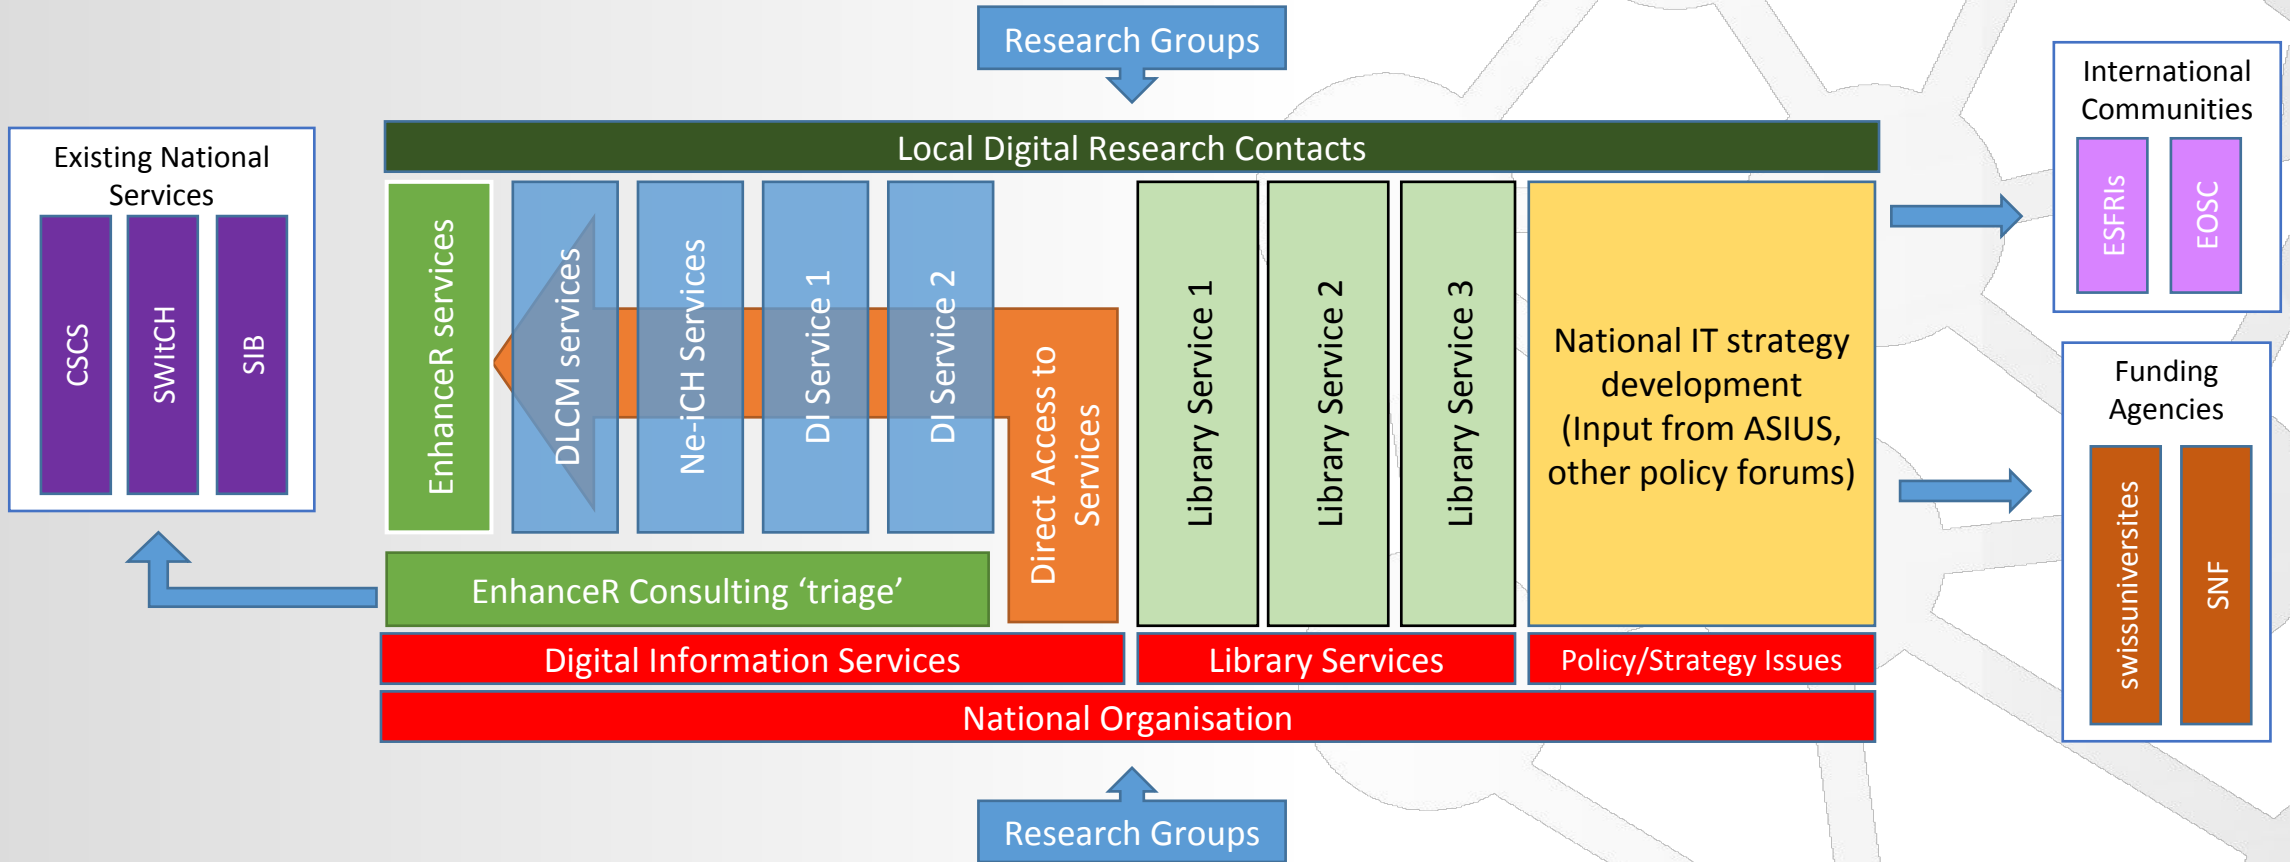 Research Groups
Local Digital Research Contacts
Existing National
Services
CSCS
SWItCH
SIB
EnhanceR services
DLCM services
Ne-iCH Services
DI Service 1
DI Service 2
Direct Access to
Services
EnhanceR Consulting ‘triage’
Library Service 1
Library Service 2
Library Service 3
National IT strategy
development
(Input from ASIUS,
other policy forums)
International
Communities
ESFRIs
EOSC
Funding
Agencies
swissuniversites
SNF
Digital Information Services
Library Services
Policy/Strategy Issues
National Organisation
Research Groups